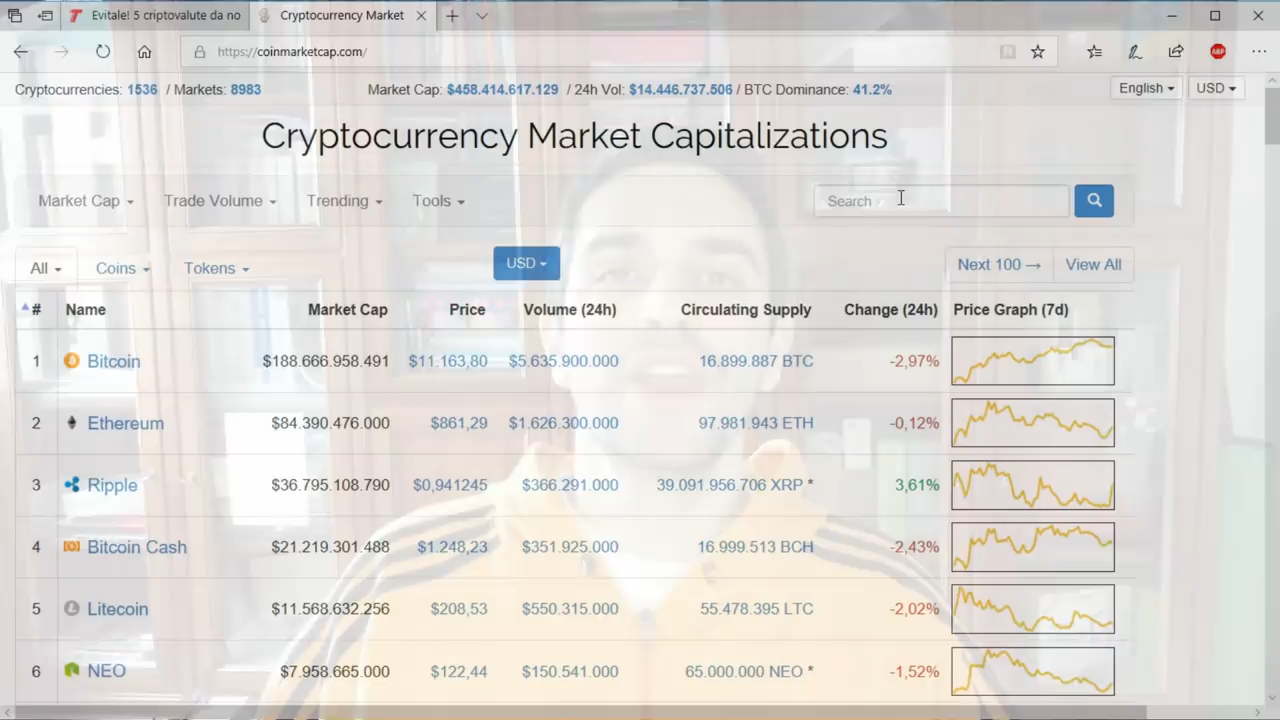 Evitale! 5 criptovalute da no
Cryptocurrency Market
https://coinmarketcap.com/
ABP
Cryptocurrencies: 1536 / Markets: 8983 Market Cap: $458.414.617.129 / 24h Vol: $14.446.737.506 / BTC Dominance: 41.2% English USD
Cryptocurrency Market Capitalizations
Market Cap Trade Volume Trending Tools Search
All Coins Tokens USD Next 100 → View All
# Name Market Cap Price Volume (24h) Circulating Supply Change (24h) Price Graph (7d)
1 Bitcoin $188.666.958.491 $11.163,80 $5.635.900.000 16.899.887 BTC -2,97%
2 Ethereum $84.390.476.000 $861,29 $1.626.300.000 97.981.943 ETH -0,12%
3 Ripple $36.795.108.790 $0,941245 $366.291.000 39.091.956.706 XRP * 3,61%
4 Bitcoin Cash $21.219.301.488 $1.248,23 $351.925.000 16.999.513 BCH -2,43%
5 Litecoin $11.568.632.256 $208,53 $550.315.000 55.478.395 LTC -2,02%
6 NEO $7.958.665.000 $122,44 $150.541.000 65.000.000 NEO * -1,52%